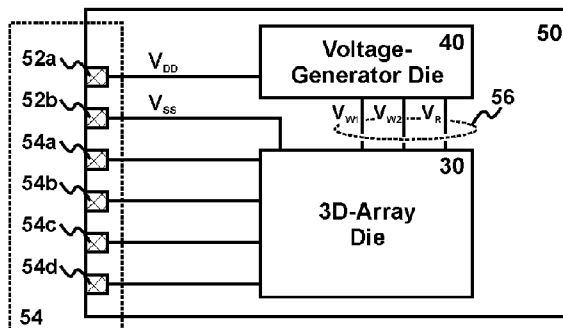 50
40
Voltage-
Generator Die
52a
V_DD
52b
V_SS
V_W1 V_W2 V_R
56
54a
30
54b
3D-Array
Die
54c
54d
54